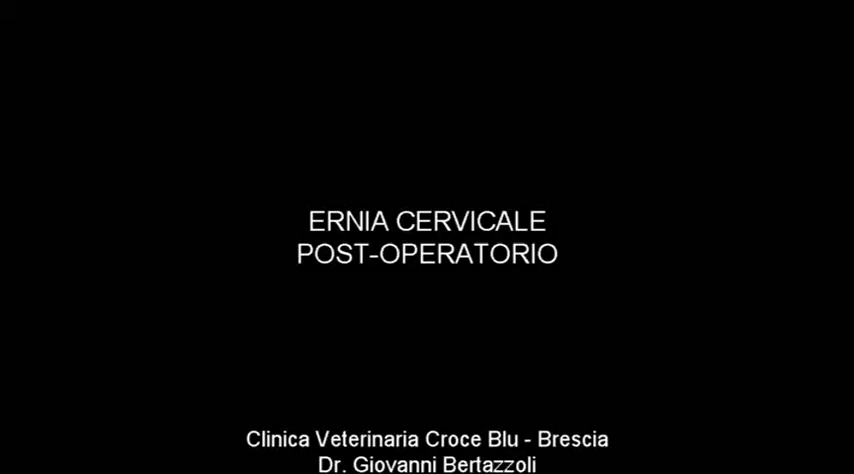 ERNIA CERVICALE
POST-OPERATORIO
Clinica Veterinaria Croce Blu - Brescia
Dr. Giovanni Bertazzoli